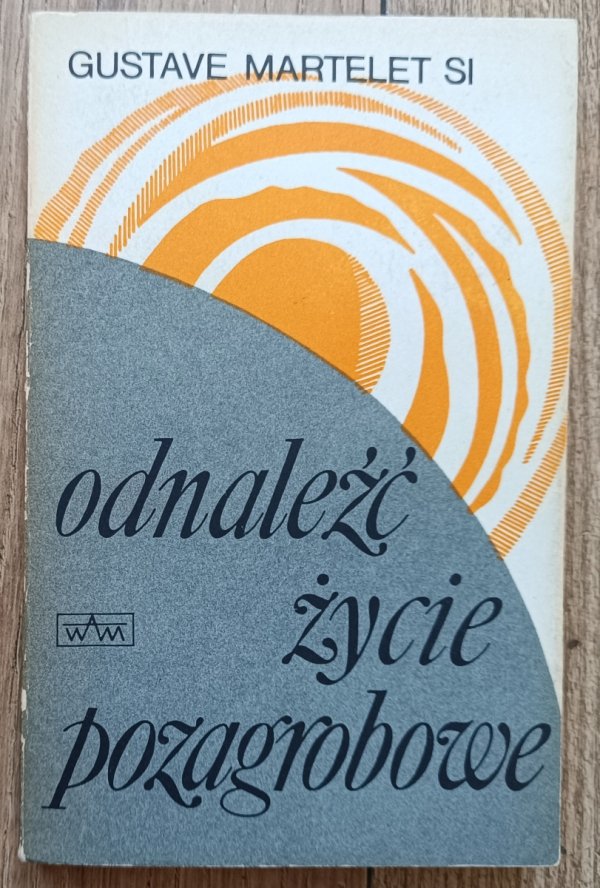 GUSTAVE MARTELET SI
odnaleźć
życie
WAM
pozagrobowe